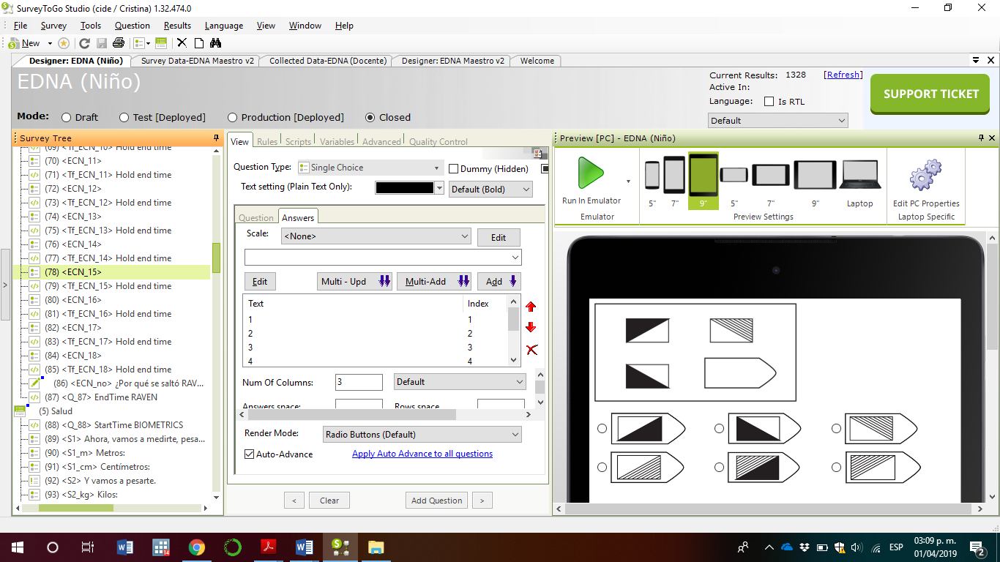 SurveyToGo Studio (cide / Cristina) 1.32.474.0
File Survey Tools Question Results Language View Window Help
New
Designer: EDNA (Niño) Survey Data-EDNA Maestro v2 Collected Data-EDNA (Docente) Designer: EDNA Maestro v2 Welcome
EDNA (Niño)
Current Results: 1328 [Refresh]
Active In:
Language: Is RTL
Default
SUPPORT TICKET
Mode: Draft Test [Deployed] Production [Deployed] Closed
Survey Tree
(69) <Tf_ECN_10> Hold end time
(70) <ECN_11>
(71) <Tf_ECN_11> Hold end time
(72) <ECN_12>
(73) <Tf_ECN_12> Hold end time
(74) <ECN_13>
(75) <Tf_ECN_13> Hold end time
(76) <ECN_14>
(77) <Tf_ECN_14> Hold end time
(78) <ECN_15>
(79) <Tf_ECN_15> Hold end time
(80) <ECN_16>
(81) <Tf_ECN_16> Hold end time
(82) <ECN_17>
(83) <Tf_ECN_17> Hold end time
(84) <ECN_18>
(85) <Tf_ECN_18> Hold end time
(86) <ECN_no> ¿Por qué se saltó RAV...
(87) <Q_87> EndTime RAVEN
(5) Salud
(88) <Q_88> StartTime BIOMETRICS
(89) <S1> Ahora, vamos a medirte, pesa...
(90) <S1_m> Metros:
(91) <S1_cm> Centímetros:
(92) <S2> Y vamos a pesarte.
(93) <S2_kg> Kilos:
View Rules Scripts Variables Advanced Quality Control
Question Type: Single Choice Dummy (Hidden)
Text setting (Plain Text Only): Default (Bold)
Question Answers
Scale: <None> Edit
Edit Multi - Upd Multi-Add Add
Text Index
1 1
2 2
3 3
4 4
Num Of Columns: 3 Default
Answers space: Rows space
Render Mode: Radio Buttons (Default)
Auto-Advance Apply Auto Advance to all questions
< Clear Add Question >
Preview [PC] - EDNA (Niño)
Run In Emulator
Emulator
5" 7" 9" 5" 7" 9" Laptop
Preview Settings
Edit PC Properties
Laptop Specific
14
ESP
03:09 p. m.
01/04/2019
2